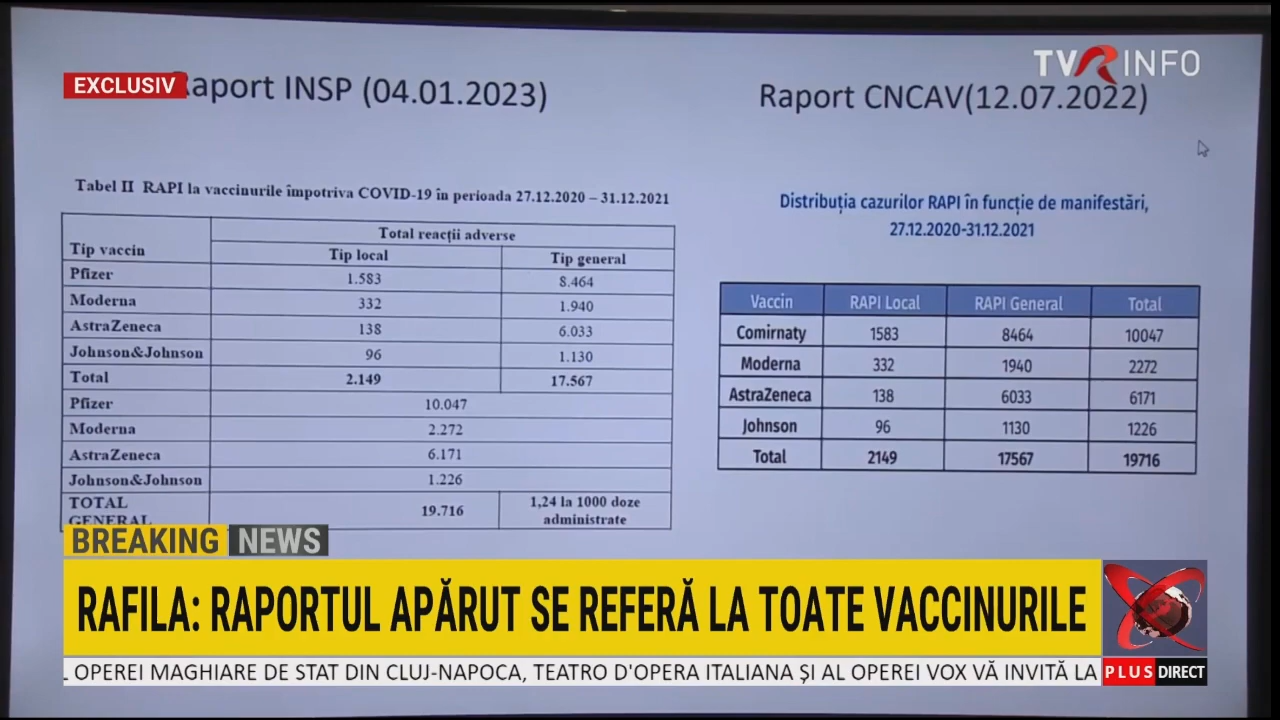 TVR INFO
EXCLUSIV
Raport INSP (04.01.2023)
Raport CNCAV(12.07.2022)
Tabel II RAPI la vaccinurile împotriva COVID-19 în perioada 27.12.2020 – 31.12.2021
Tip vaccin Total reacții adverse
Tip local Tip general
Pfizer 1.583 8.464
Moderna 332 1.940
AstraZeneca 138 6.033
Johnson&Johnson 96 1.130
Total 2.149 17.567
Pfizer 10.047
Moderna 2.272
AstraZeneca 6.171
Johnson&Johnson 1.226
TOTAL GENERAL 19.716 1,24 la 1000 doze
administrate
Distribuția cazurilor RAPI în funcție de manifestări,
27.12.2020-31.12.2021
Vaccin RAPI Local RAPI General Total
Comirnaty 1583 8464 10047
Moderna 332 1940 2272
AstraZeneca 138 6033 6171
Johnson 96 1130 1226
Total 2149 17567 19716
BREAKING NEWS
RAFILA: RAPORTUL APĂRUT SE REFERĂ LA TOATE VACCINURILE
OPEREI MAGHIARE DE STAT DIN CLUJ-NAPOCA, TEATRO D'OPERA ITALIANA ȘI AL OPEREI VOX VĂ INVITĂ LA
PLUS DIRECT